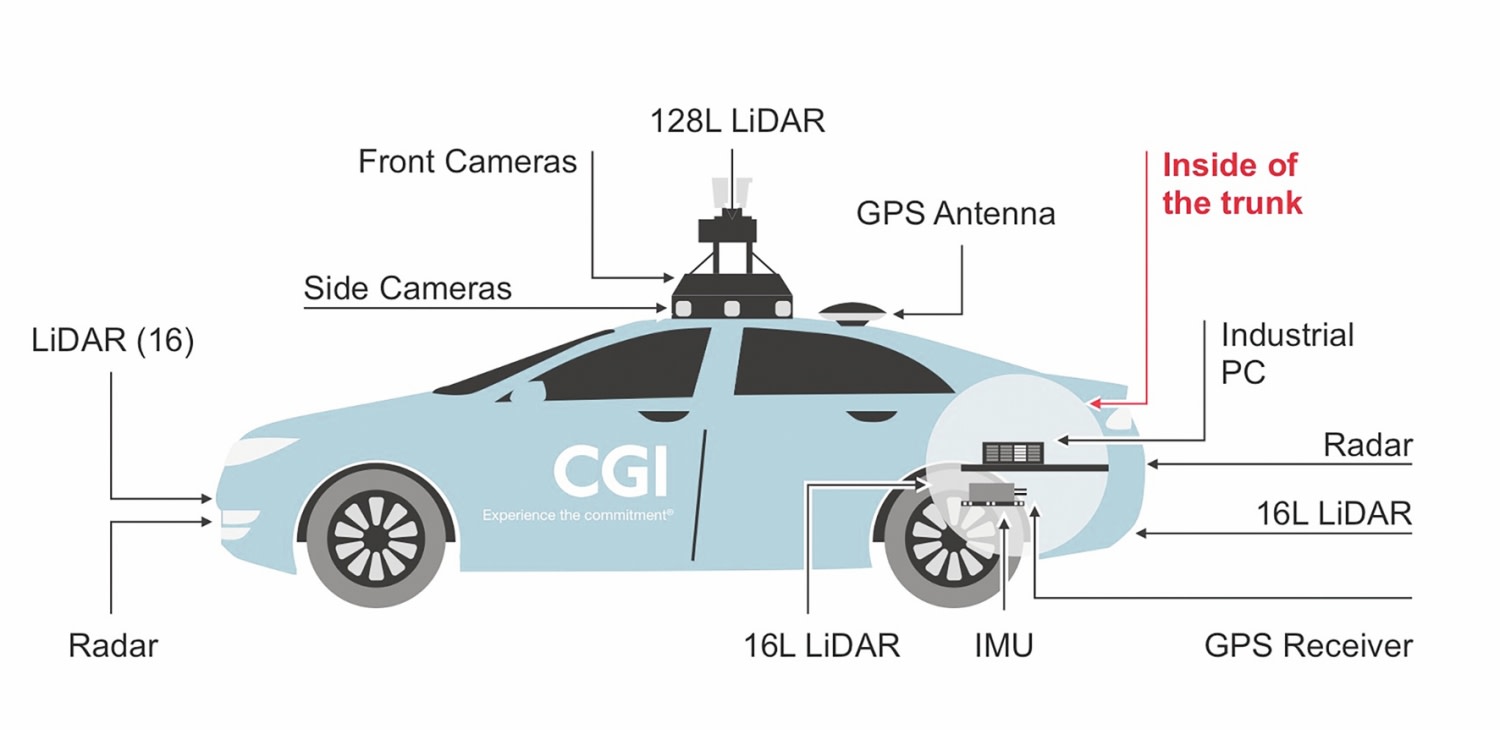 128L LiDAR
Front Cameras
Inside of
the trunk
GPS Antenna
Side Cameras
LiDAR (16)
Industrial
PC
Radar
CGI
Experience the commitment®
16L LiDAR
Radar
16L LiDAR
IMU
GPS Receiver